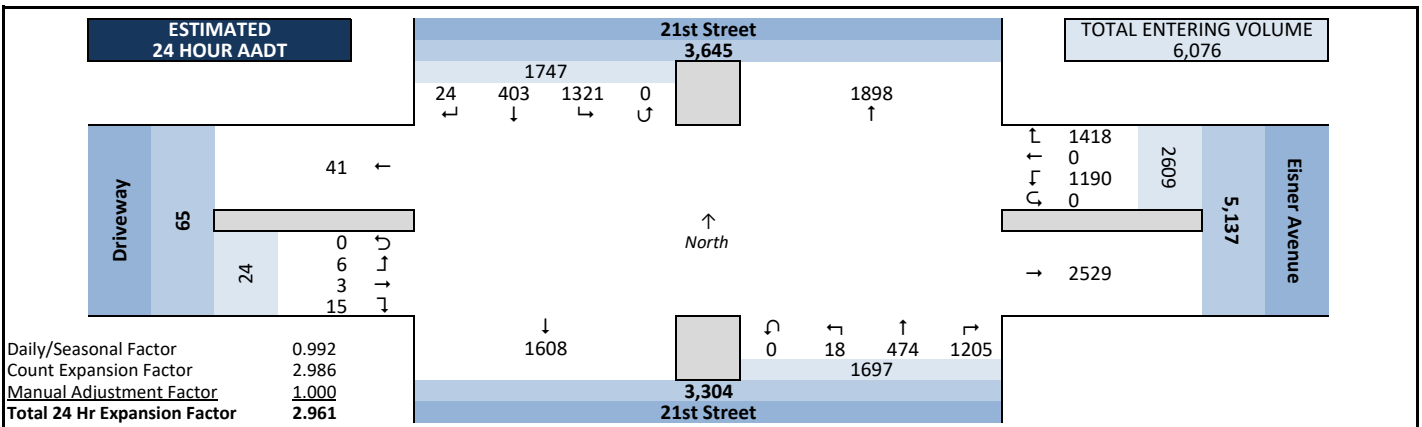 ESTIMATED
24 HOUR AADT
21st Street
3,645
TOTAL ENTERING VOLUME
6,076
1747
24 403 1321 0
↵ ↓ ↳ ↺
1898
↑
Driveway
65
41 ←
24
0 ⮌
6 ⬏
3 →
15 ↴
↑
North
↑ 1418
← 0
↓ 1190
↺ 0
2609
5,137
Eisner Avenue
→ 2529
↓
1608
↶ ↰ ↑ ↱
0 18 474 1205
1697
3,304
21st Street
Daily/Seasonal Factor 0.992
Count Expansion Factor 2.986
Manual Adjustment Factor 1.000
Total 24 Hr Expansion Factor 2.961